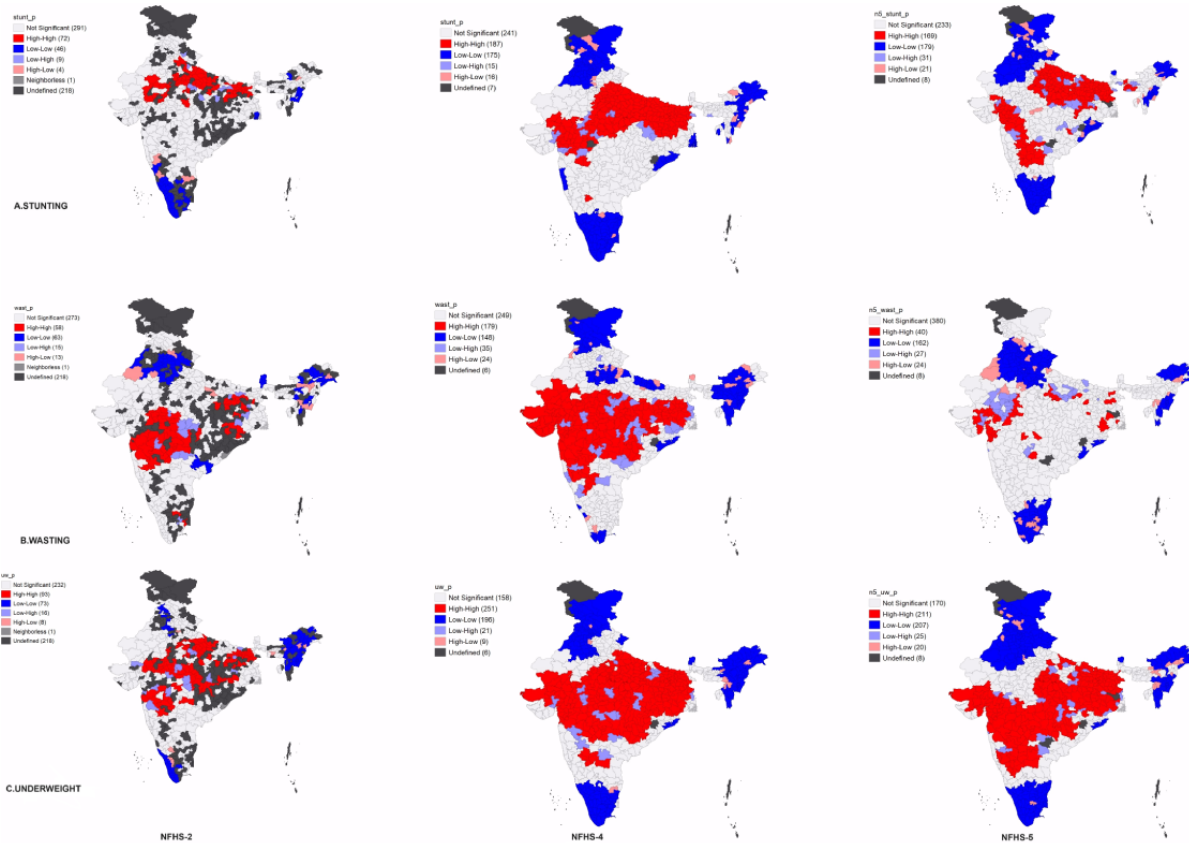 stunt_p
Not Significant (291)
High-High (72)
Low-Low (46)
Low-High (9)
High-Low (4)
Neighborless (1)
Undefined (218)
stunt_p
Not Significant (241)
High-High (187)
Low-Low (175)
Low-High (15)
High-Low (16)
Undefined (7)
n5_stunt_p
Not Significant (233)
High-High (169)
Low-Low (179)
Low-High (31)
High-Low (21)
Undefined (8)
A.STUNTING
wast_p
Not Significant (273)
High-High (58)
Low-Low (63)
Low-High (15)
High-Low (13)
Neighborless (1)
Undefined (218)
wast_p
Not Significant (249)
High-High (179)
Low-Low (148)
Low-High (35)
High-Low (24)
Undefined (6)
n5_wast_p
Not Significant (380)
High-High (40)
Low-Low (162)
Low-High (27)
High-Low (24)
Undefined (8)
B.WASTING
uw_p
Not Significant (232)
High-High (93)
Low-Low (73)
Low-High (16)
High-Low (8)
Neighborless (1)
Undefined (218)
uw_p
Not Significant (158)
High-High (251)
Low-Low (196)
Low-High (21)
High-Low (9)
Undefined (6)
n5_uw_p
Not Significant (170)
High-High (211)
Low-Low (207)
Low-High (25)
High-Low (20)
Undefined (8)
C.UNDERWEIGHT
NFHS-2
NFHS-4
NFHS-5